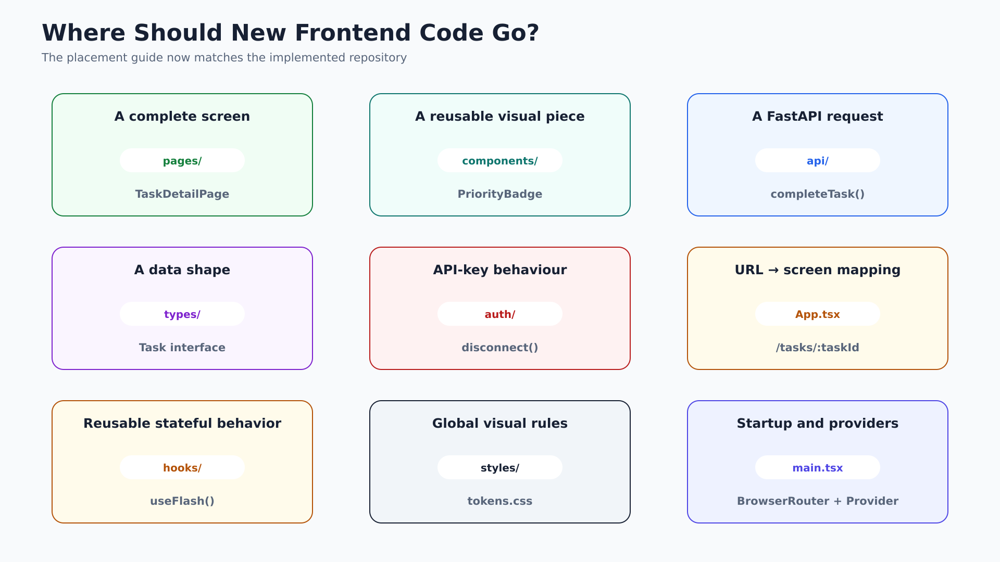 Where Should New Frontend Code Go?
The placement guide now matches the implemented repository
A complete screen
pages/
TaskDetailPage
A reusable visual piece
components/
PriorityBadge
A FastAPI request
api/
completeTask()
A data shape
types/
Task interface
API-key behaviour
auth/
disconnect()
URL → screen mapping
App.tsx
/tasks/:taskId
Reusable stateful behavior
hooks/
useFlash()
Global visual rules
styles/
tokens.css
Startup and providers
main.tsx
BrowserRouter + Provider